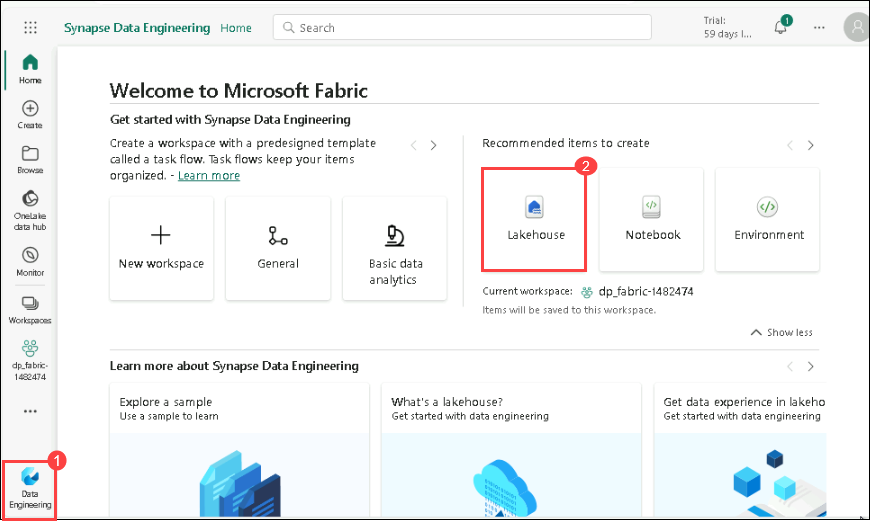 Synapse Data Engineering Home
Search
Trial:
59 days l...
1
Home
Create
Browse
OneLake
data hub
Monitor
Workspaces
dp_fabric-
1482474
1
Data
Engineering
Welcome to Microsoft Fabric
Get started with Synapse Data Engineering
Create a workspace with a predesigned template
called a task flow. Task flows keep your items
organized. - Learn more
New workspace
General
Basic data
analytics
Recommended items to create
2
Lakehouse
Notebook
Environment
Current workspace: dp_fabric-1482474
Items will be saved to this workspace.
Show less
Learn more about Synapse Data Engineering
Explore a sample
Use a sample to learn
What's a lakehouse?
Get started with data engineering
Get data experience in lakeho
Get started with data engineering